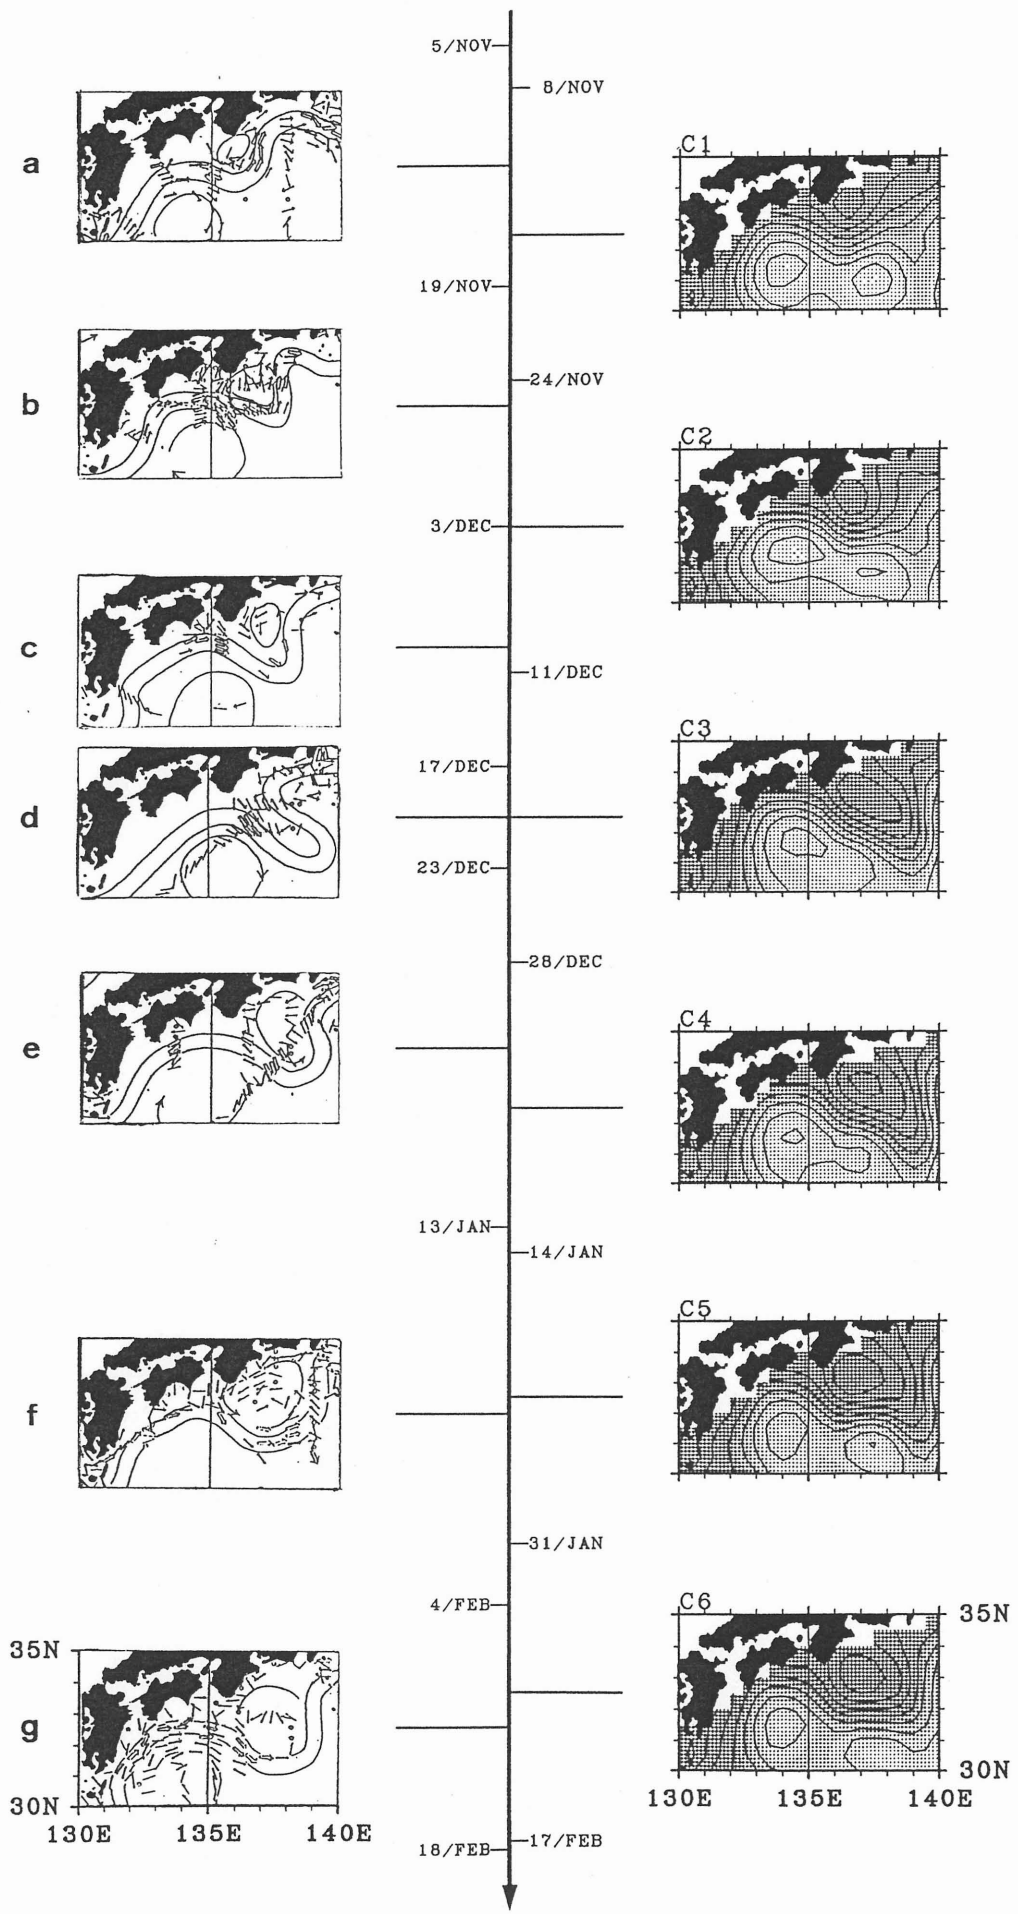 5/NOV
8/NOV
a
C1
19/NOV
24/NOV
b
C2
3/DEC
c
11/DEC
C3
17/DEC
d
23/DEC
28/DEC
e
C4
13/JAN
14/JAN
C5
f
31/JAN
4/FEB
C6
35N
35N
g
30N
30N
130E 135E 140E
130E 135E 140E
17/FEB
18/FEB